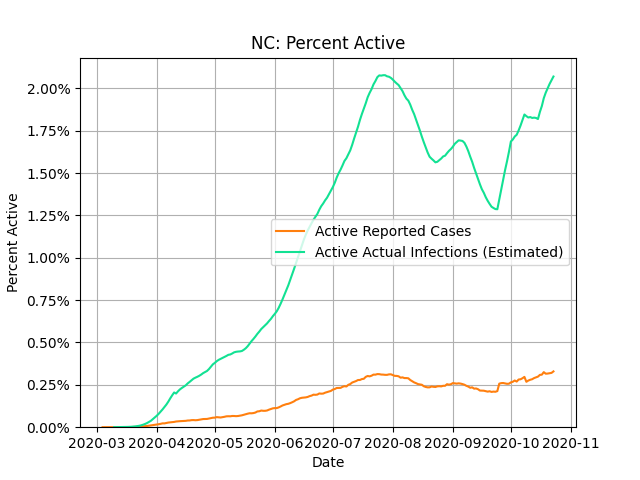 NC: Percent Active
Percent Active
2.00%
1.75%
1.50%
1.25%
1.00%
0.75%
0.50%
0.25%
0.00%
Active Reported Cases
Active Actual Infections (Estimated)
2020-03 2020-04 2020-05 2020-06 2020-07 2020-08 2020-09 2020-10 2020-11
Date